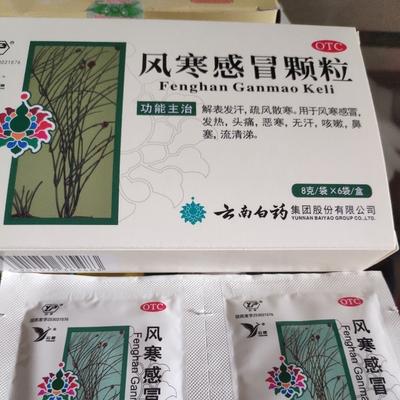 OTC
风寒感冒颗粒
Fenghan Ganmao Keli
功能主治
解表发汗，疏风散寒。用于风寒感冒，
发热，头痛，恶寒，无汗，咳嗽，鼻
塞，流清涕。
8克/袋×6袋/盒
云南白药 集团股份有限公司
YUNNAN BAIYAO GROUP CO.,LTD.
OTC
风寒感冒
Fenghan Ganm
OTC
风寒感冒
Fenghan Ganm